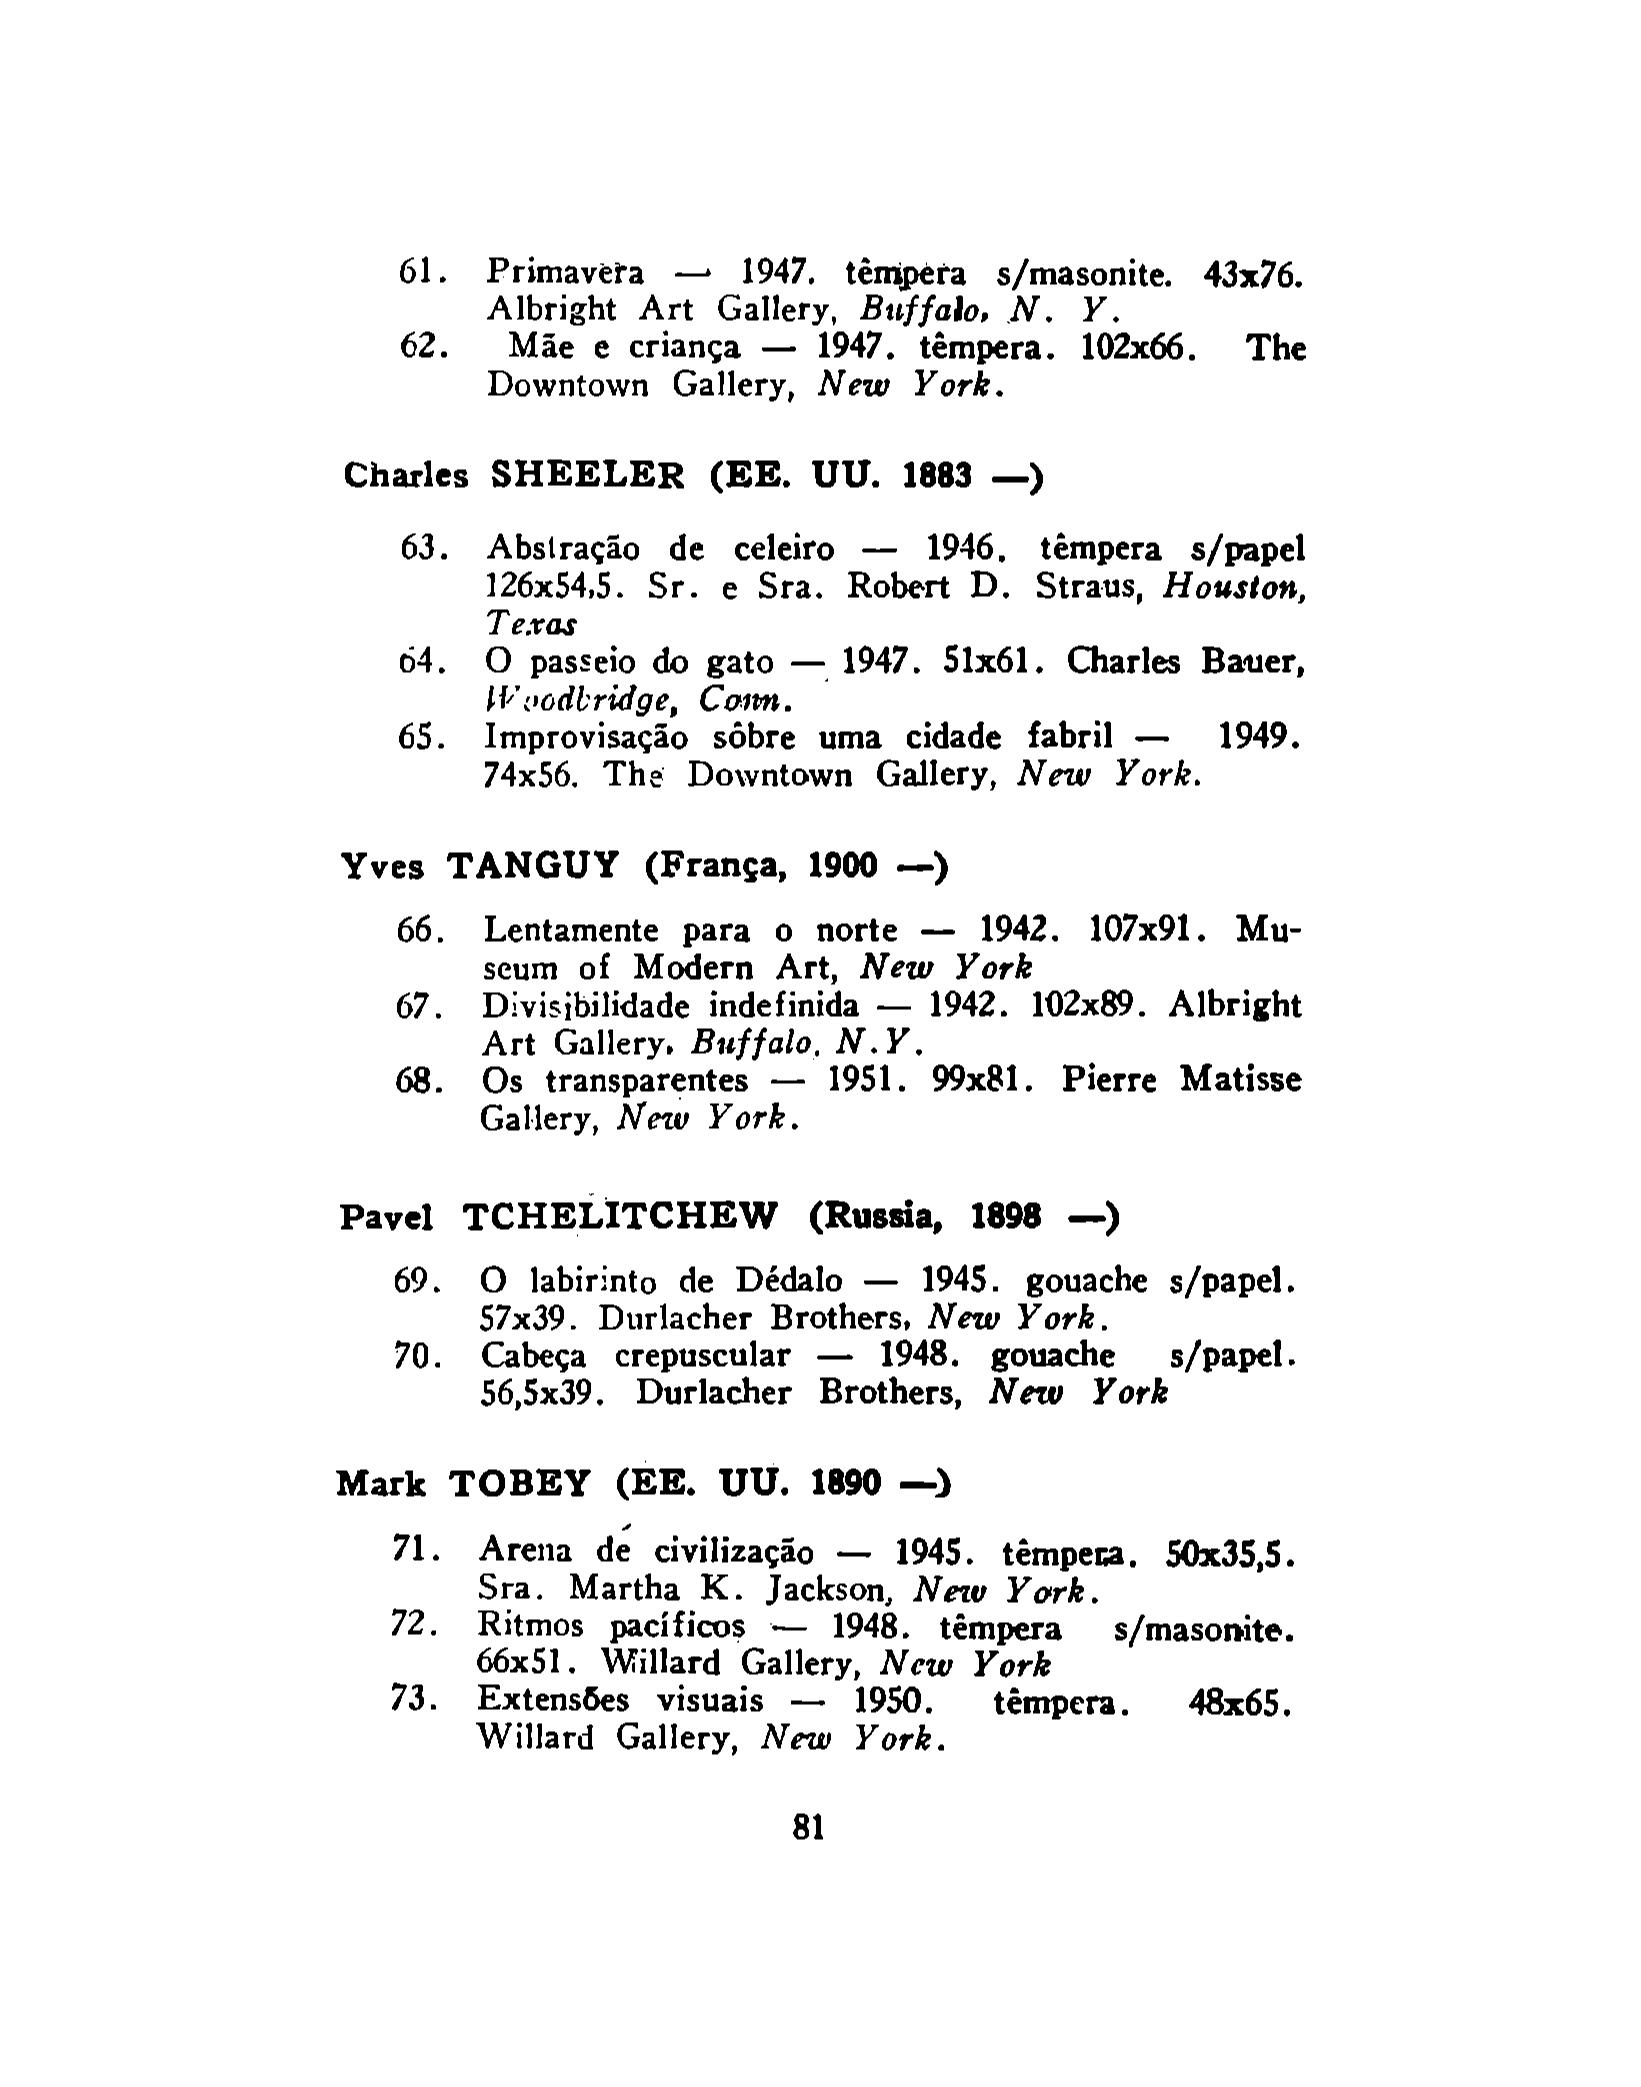 61. Primavera — 1947. têmpera s/masonite. 43x76.
Albright Art Gallery, Buffalo, N. Y.
62. Mãe e criança — 1947. têmpera. 102x66. The
Downtown Gallery, New York.
Charles SHEELER (EE. UU. 1883 —)
63. Abstração de celeiro — 1946. têmpera s/papel
126x54,5. Sr. e Sra. Robert D. Straus, Houston,
Texas
64. O passeio do gato — 1947. 51x61. Charles Bauer,
Woodbridge, Conn.
65. Improvisação sôbre uma cidade fabril — 1949.
74x56. The Downtown Gallery, New York.
Yves TANGUY (França, 1900 —)
66. Lentamente para o norte — 1942. 107x91. Mu-
seum of Modern Art, New York
67. Divisibilidade indefinida — 1942. 102x89. Albright
Art Gallery. Buffalo, N.Y.
68. Os transparentes — 1951. 99x81. Pierre Matisse
Gallery, New York.
Pavel TCHELITCHEW (Russia, 1898 —)
69. O labirinto de Dédalo — 1945. gouache s/papel.
57x39. Durlacher Brothers, New York.
70. Cabeça crepuscular — 1948. gouache s/papel.
56,5x39. Durlacher Brothers, New York
Mark TOBEY (EE. UU. 1890 —)
71. Arena de civilização — 1945. têmpera. 50x35,5.
Sra. Martha K. Jackson, New York.
72. Ritmos pacíficos — 1948. têmpera s/masonite.
66x51. Willard Gallery, New York
73. Extensões visuais — 1950. têmpera. 48x65.
Willard Gallery, New York.
81